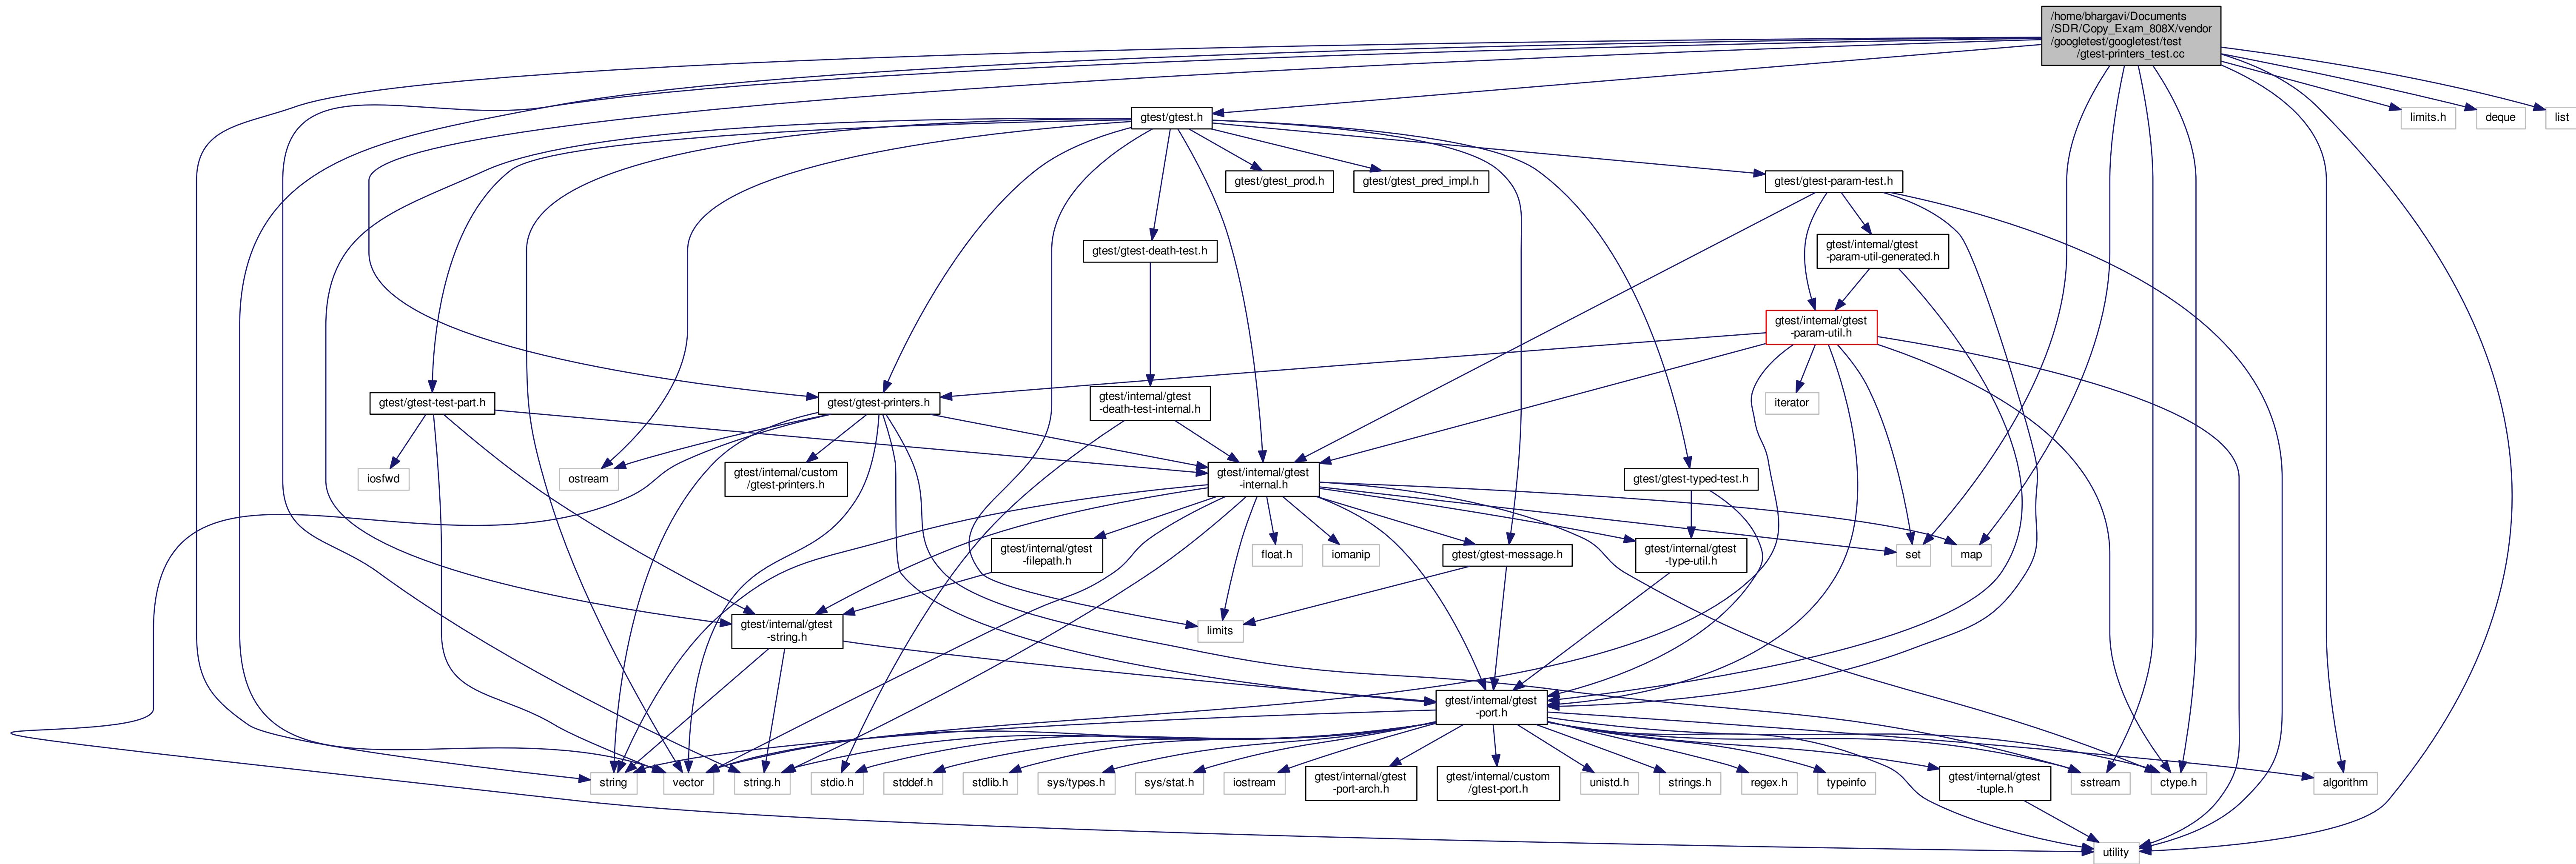 /home/bhargavi/Documents
/SDR/Copy_Exam_808X/vendor
/googletest/googletest/test
/gtest-printers_test.cc
gtest/gtest.h
limits.h
deque
list
gtest/gtest_prod.h
gtest/gtest_pred_impl.h
gtest/gtest-param-test.h
gtest/gtest-death-test.h
gtest/internal/gtest
-param-util-generated.h
gtest/internal/gtest
-param-util.h
gtest/gtest-test-part.h
gtest/gtest-printers.h
gtest/internal/gtest
-death-test-internal.h
iterator
iosfwd
ostream
gtest/internal/custom
/gtest-printers.h
gtest/internal/gtest
-internal.h
gtest/gtest-typed-test.h
gtest/internal/gtest
-filepath.h
float.h
iomanip
gtest/gtest-message.h
gtest/internal/gtest
-type-util.h
set
map
gtest/internal/gtest
-string.h
limits
gtest/internal/gtest
-port.h
string
vector
string.h
stdio.h
stddef.h
stdlib.h
sys/types.h
sys/stat.h
iostream
gtest/internal/gtest
-port-arch.h
gtest/internal/custom
/gtest-port.h
unistd.h
strings.h
regex.h
typeinfo
gtest/internal/gtest
-tuple.h
sstream
ctype.h
algorithm
utility